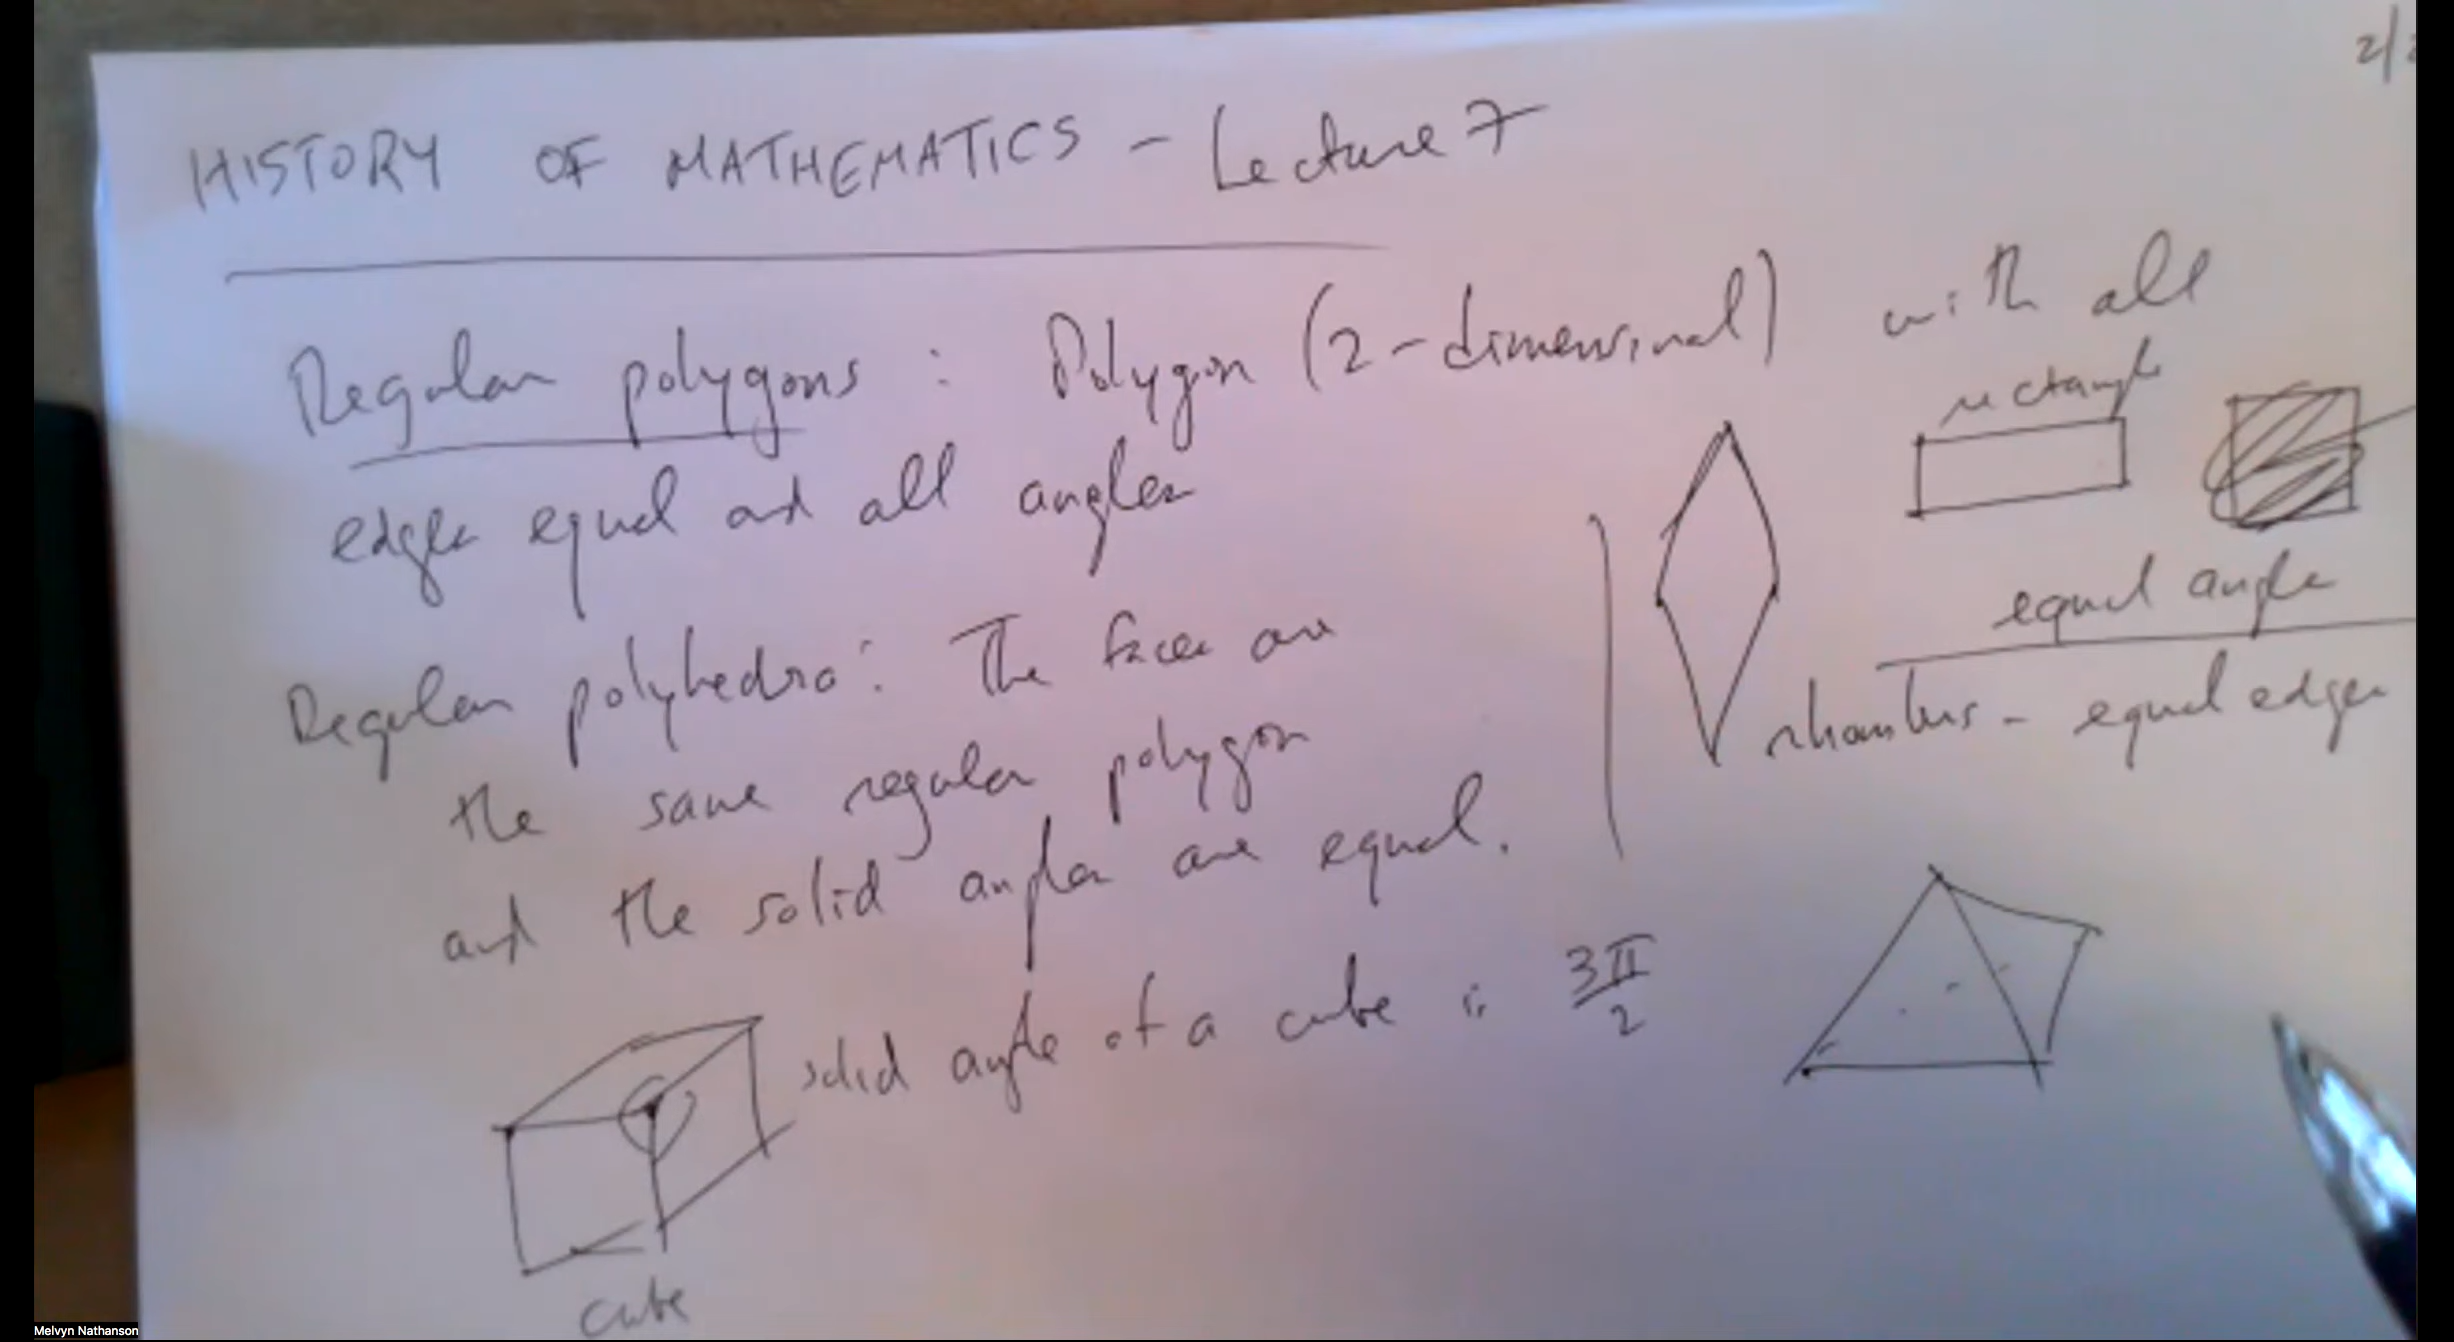 2/2
HISTORY OF MATHEMATICS - Lecture 7
Regular polygons : Polygon (2-dimensional) with all
edges equal and all angles
rectangle
equal angle
rhombus - equal edges
Regular polyhedra: The faces are
the same regular polygon
and the solid angles are equal.
solid angle of a cube is 3π/2
cube
Melvyn Nathanson